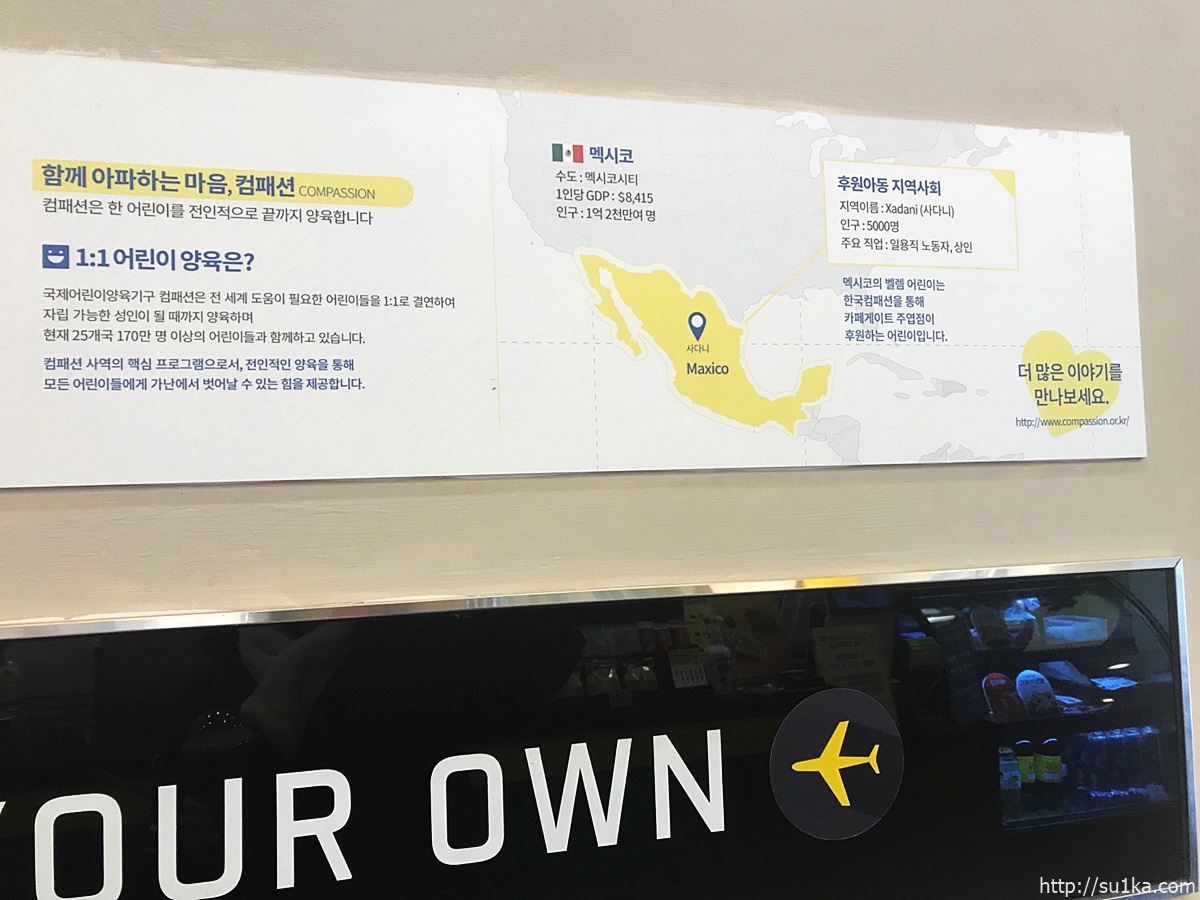 함께 아파하는 마음, 컴패션 COMPASSION
컴패션은 한 어린이를 전인적으로 끝까지 양육합니다
1:1 어린이 양육은?
국제어린이양육기구 컴패션은 전 세계 도움이 필요한 어린이들을 1:1로 결연하여
자립 가능한 성인이 될 때까지 양육하며
현재 25개국 170만 명 이상의 어린이들과 함께하고 있습니다.
컴패션 사역의 핵심 프로그램으로서, 전인적인 양육을 통해
모든 어린이들에게 가난에서 벗어날 수 있는 힘을 제공합니다.
멕시코
수도 : 멕시코시티
1인당 GDP : $8,415
인구 : 1억 2천만여 명
사다니
Maxico
후원아동 지역사회
지역이름 : Xadani (사다니)
인구 : 5000명
주요 직업 : 일용직 노동자, 상인
멕시코의 벨렘 어린이는
한국컴패션을 통해
카페게이트 주엽점이
후원하는 어린이입니다.
더 많은 이야기를
만나보세요.
http://www.compassion.or.kr/
YOUR OWN
http://su1ka.com